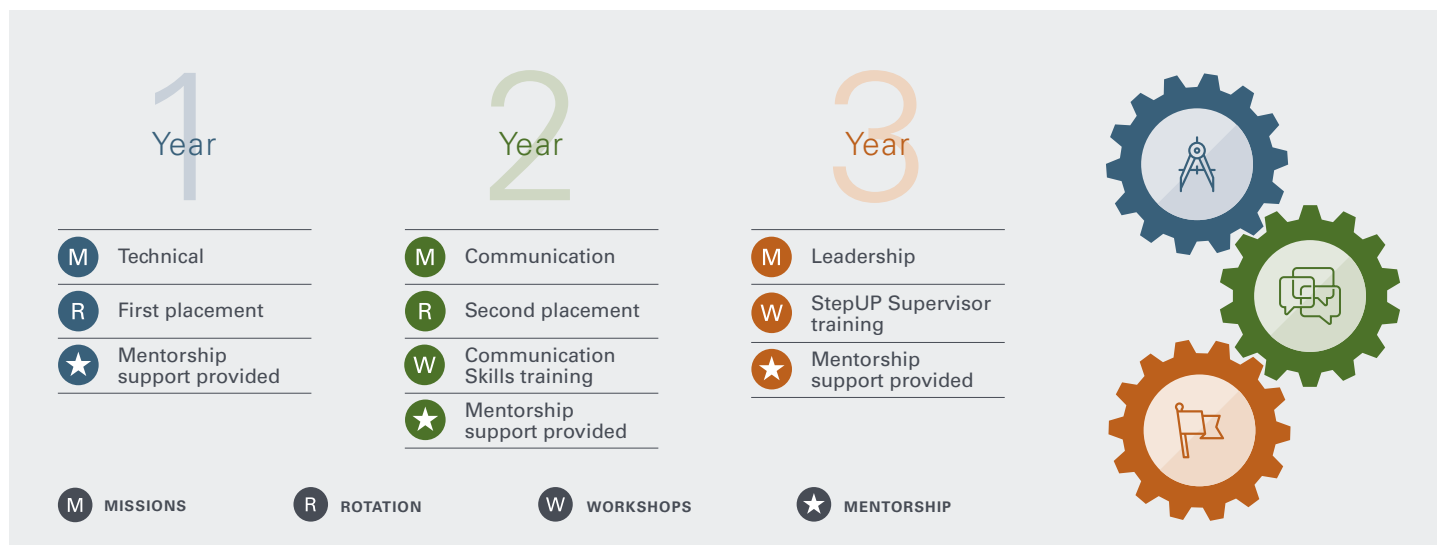 1
Year
M Technical
R First placement
Mentorship
support provided
2
Year
M Communication
R Second placement
W Communication
Skills training
Mentorship
support provided
3
Year
M Leadership
W StepUP Supervisor
training
Mentorship
support provided
M MISSIONS
R ROTATION
W WORKSHOPS
MENTORSHIP